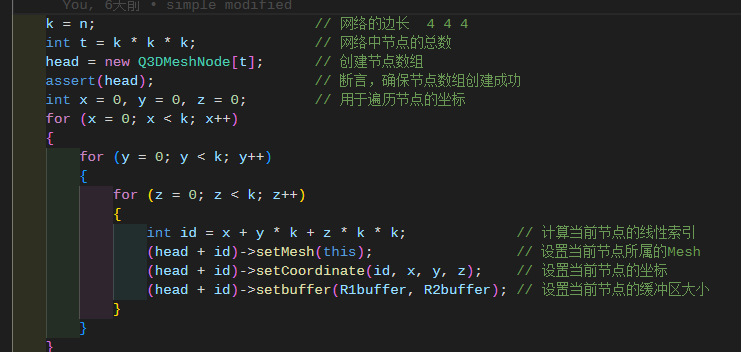 You, 6天前 • simple modified
k = n; // 网络的边长 4 4 4
int t = k * k * k; // 网络中节点的总数
head = new Q3DMeshNode[t]; // 创建节点数组
assert(head); // 断言，确保节点数组创建成功
int x = 0, y = 0, z = 0; // 用于遍历节点的坐标
for (x = 0; x < k; x++)
{
for (y = 0; y < k; y++)
{
for (z = 0; z < k; z++)
{
int id = x + y * k + z * k * k; // 计算当前节点的线性索引
(head + id)->setMesh(this); // 设置当前节点所属的Mesh
(head + id)->setCoordinate(id, x, y, z); // 设置当前节点的坐标
(head + id)->setbuffer(R1buffer, R2buffer); // 设置当前节点的缓冲区大小
}
}
}